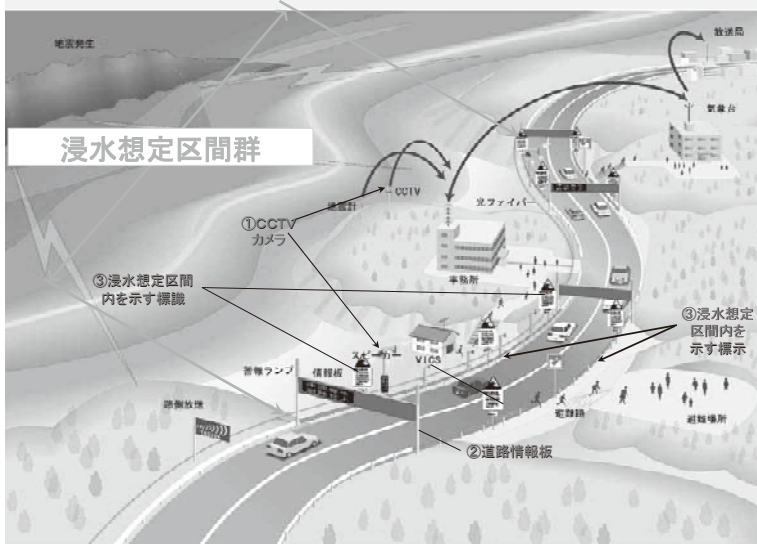 地震発生
放送局
気象台
浸水想定区間群
CCTV
地震計
光ファイバー
①CCTV
カメラ
事務所
③浸水想定区間
内を示す標識
③浸水想定
区間内を
示す標示
スピーカー
VICS
警報ランプ
情報板
路側放送
避難路
避難場所
②道路情報板